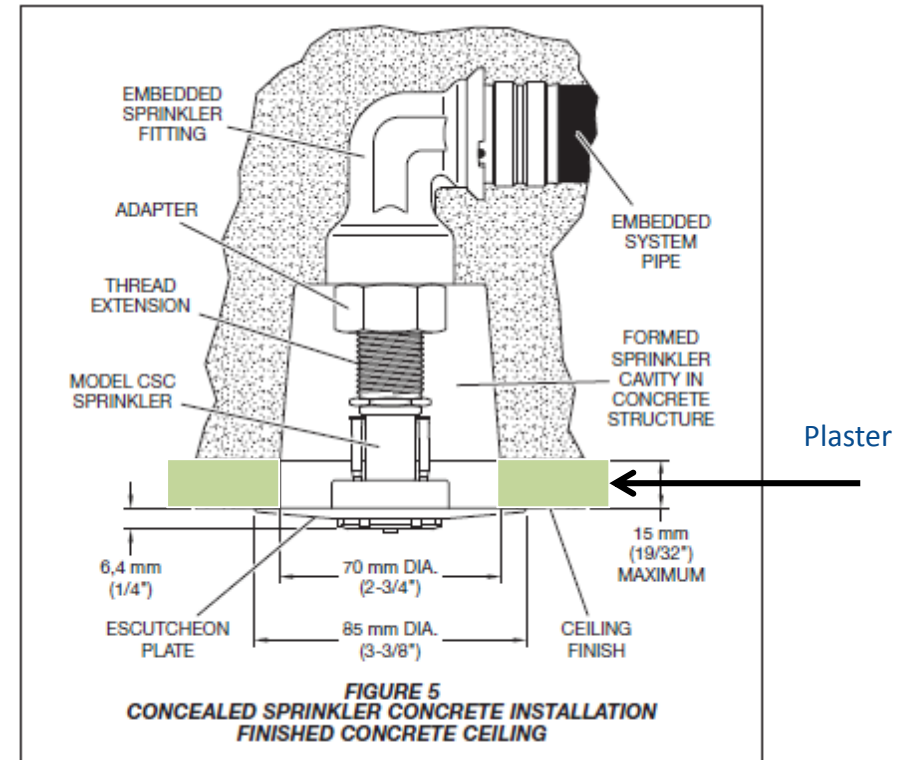 EMBEDDED
SPRINKLER
FITTING
ADAPTER
THREAD
EXTENSION
MODEL CSC
SPRINKLER
EMBEDDED
SYSTEM
PIPE
FORMED
SPRINKLER
CAVITY IN
CONCRETE
STRUCTURE
Plaster
6,4 mm
(1/4")
70 mm DIA.
(2-3/4")
15 mm
(19/32")
MAXIMUM
ESCUTCHEON
PLATE
85 mm DIA.
(3-3/8")
CEILING
FINISH
FIGURE 5
CONCEALED SPRINKLER CONCRETE INSTALLATION
FINISHED CONCRETE CEILING